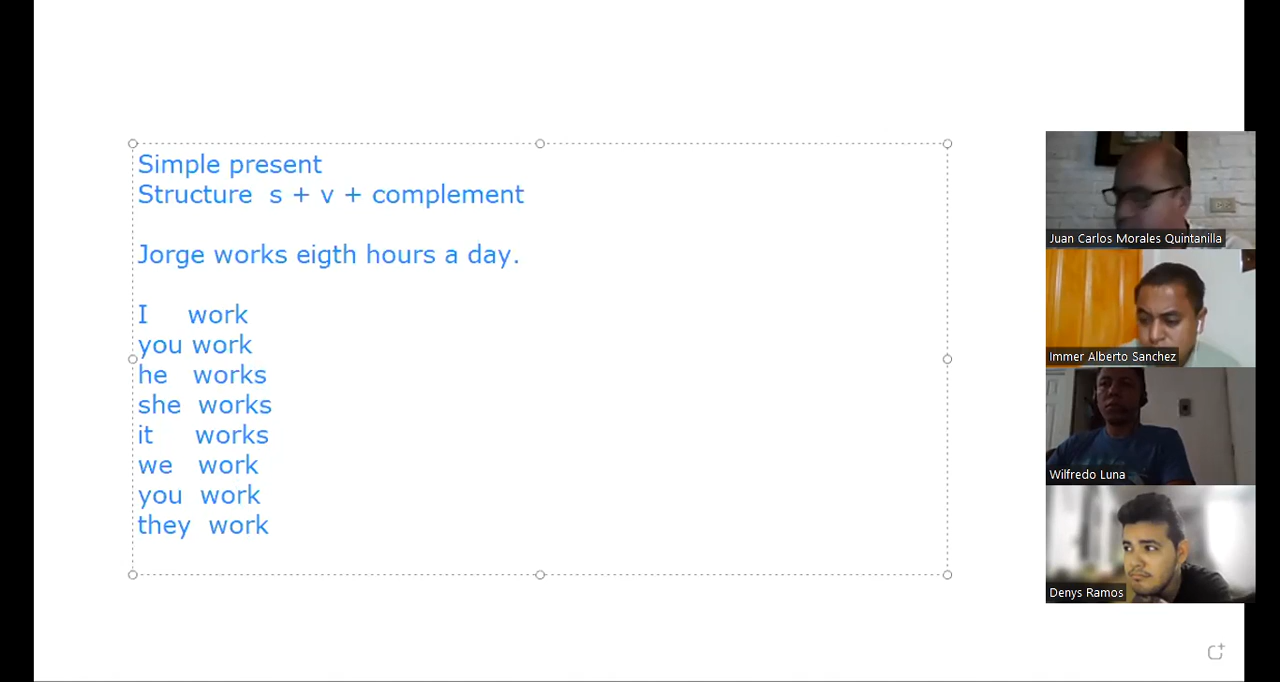 Simple present
Structure s + v + complement
Jorge works eigth hours a day.
I work
you work
he works
she works
it works
we work
you work
they work
Juan Carlos Morales Quintanilla
Immer Alberto Sanchez
Wilfredo Luna
Denys Ramos